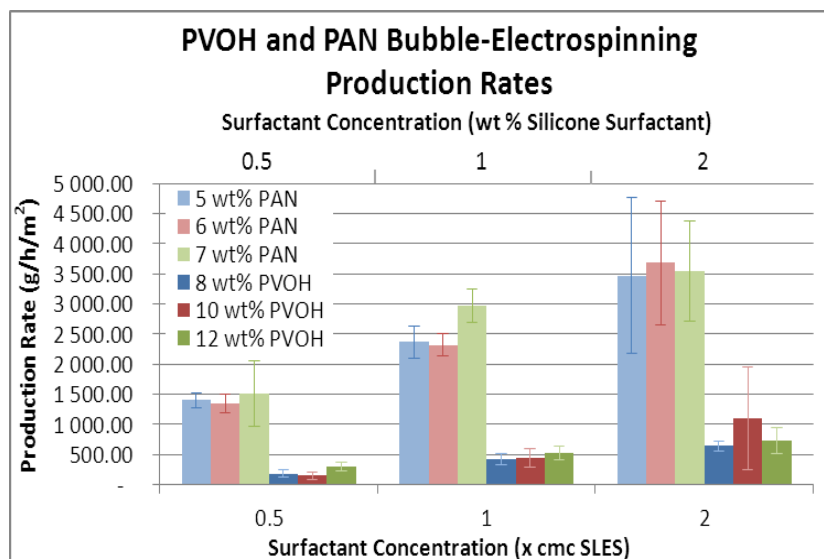 PVOH and PAN Bubble-Electrospinning
Production Rates
Surfactant Concentration (wt % Silicone Surfactant)
0.5 1 2
Production Rate (g/h/m²)
5 000.00
4 500.00
4 000.00
3 500.00
3 000.00
2 500.00
2 000.00
1 500.00
1 000.00
500.00
-
5 wt% PAN
6 wt% PAN
7 wt% PAN
8 wt% PVOH
10 wt% PVOH
12 wt% PVOH
0.5 1 2
Surfactant Concentration (x cmc SLES)